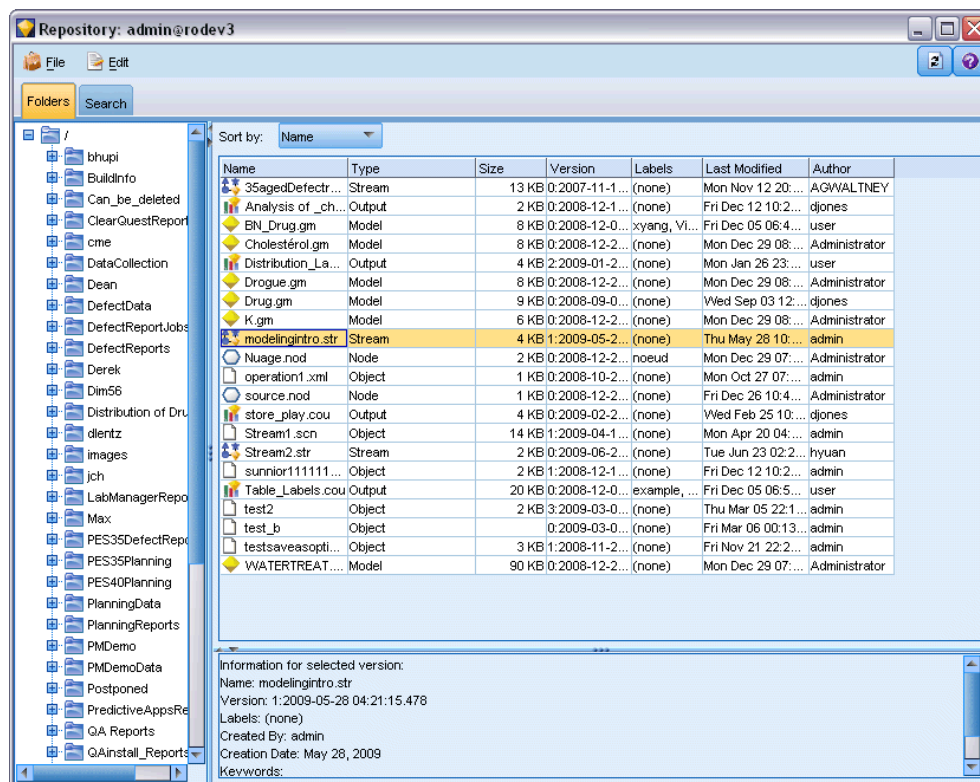 Repository: admin@rodev3
File Edit
Folders Search
/
bhupi
BuildInfo
Can_be_deleted
ClearQuestReport
cme
DataCollection
Dean
DefectData
DefectReportJobs
DefectReports
Derek
Dim56
Distribution of Dru
dlentz
images
jch
LabManagerRepo
Max
PES35DefectRepo
PES35Planning
PES40Planning
PlanningData
PlanningReports
PMDemo
PMDemoData
Postponed
PredictiveAppsRe
QA Reports
QAinstall_Reports
Sort by: Name
Name Type Size Version Labels Last Modified Author
35agedDefectr... Stream 13 KB 0:2007-11-1... (none) Mon Nov 12 20:... AGWALTNEY
Analysis of _ch... Output 2 KB 0:2008-12-1... (none) Fri Dec 12 10:2... djones
BN_Drug.gm Model 8 KB 0:2008-12-0... xyang, Vi... Fri Dec 05 06:4... user
Cholestérol.gm Model 8 KB 0:2008-12-2... (none) Mon Dec 29 08:... Administrator
Distribution_La... Output 4 KB 2:2009-01-2... (none) Mon Jan 26 23:... user
Drogue.gm Model 8 KB 0:2008-12-2... (none) Mon Dec 29 08:... Administrator
Drug.gm Model 9 KB 0:2008-09-0... (none) Wed Sep 03 12:... djones
K.gm Model 6 KB 0:2008-12-2... (none) Mon Dec 29 08:... Administrator
modelingintro.str Stream 4 KB 1:2009-05-2... (none) Thu May 28 10:... admin
Nuage.nod Node 2 KB 0:2008-12-2... noeud Mon Dec 29 07:... Administrator
operation1.xml Object 1 KB 0:2008-10-2... (none) Mon Oct 27 07:... admin
source.nod Node 1 KB 0:2008-12-2... (none) Fri Dec 26 10:4... Administrator
store_play.cou Output 4 KB 0:2009-02-2... (none) Wed Feb 25 10:... djones
Stream1.scn Object 14 KB 1:2009-04-1... (none) Mon Apr 20 04:... admin
Stream2.str Stream 2 KB 0:2009-06-2... (none) Tue Jun 23 02:2... hyuan
sunnior111111... Object 2 KB 1:2008-12-1... (none) Fri Dec 12 10:2... admin
Table_Labels.cou Output 20 KB 0:2008-12-0... example, ... Fri Dec 05 06:5... user
test2 Object 2 KB 3:2009-03-0... (none) Thu Mar 05 22:1... admin
test_b Object 0:2009-03-0... (none) Fri Mar 06 00:13... admin
testsaveasopti... Object 3 KB 1:2008-11-2... (none) Fri Nov 21 22:2... admin
WATERTREAT.... Model 90 KB 0:2008-12-2... (none) Mon Dec 29 07:... Administrator
Information for selected version:
Name: modelingintro.str
Version: 1:2009-05-28 04:21:15.478
Labels: (none)
Created By: admin
Creation Date: May 28, 2009
Keywords: